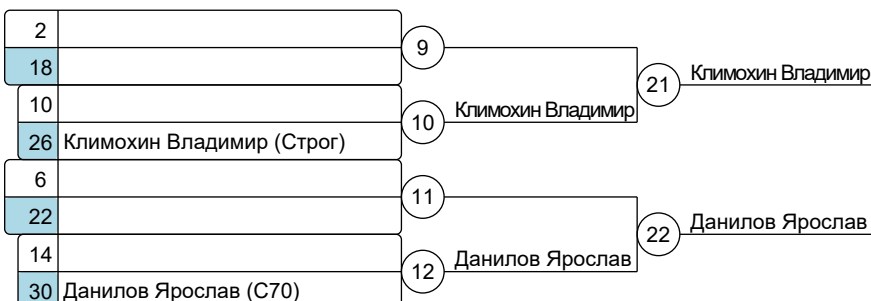 2
9
18
21 Климохин Владимир
10
10 Климохин Владимир
26 Климохин Владимир (Строг)
6
11
22
22 Данилов Ярослав
14
12 Данилов Ярослав
30 Данилов Ярослав (С70)